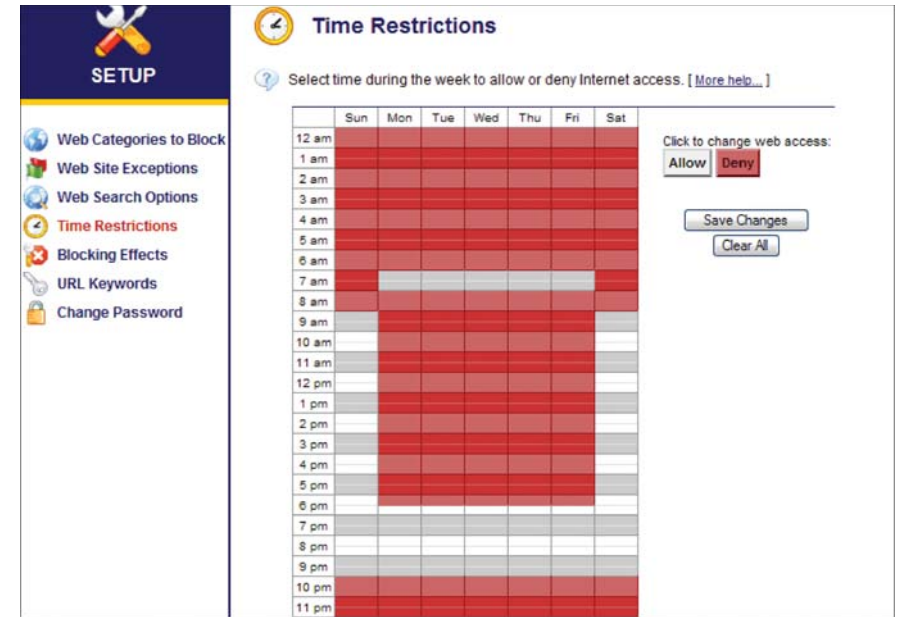 SETUP
Web Categories to Block
Web Site Exceptions
Web Search Options
Time Restrictions
Blocking Effects
URL Keywords
Change Password
Time Restrictions
Select time during the week to allow or deny Internet access. [ More help... ]
Sun Mon Tue Wed Thu Fri Sat
12 am
1 am
2 am
3 am
4 am
5 am
6 am
7 am
8 am
9 am
10 am
11 am
12 pm
1 pm
2 pm
3 pm
4 pm
5 pm
6 pm
7 pm
8 pm
9 pm
10 pm
11 pm
Click to change web access:
Allow Deny
Save Changes
Clear All